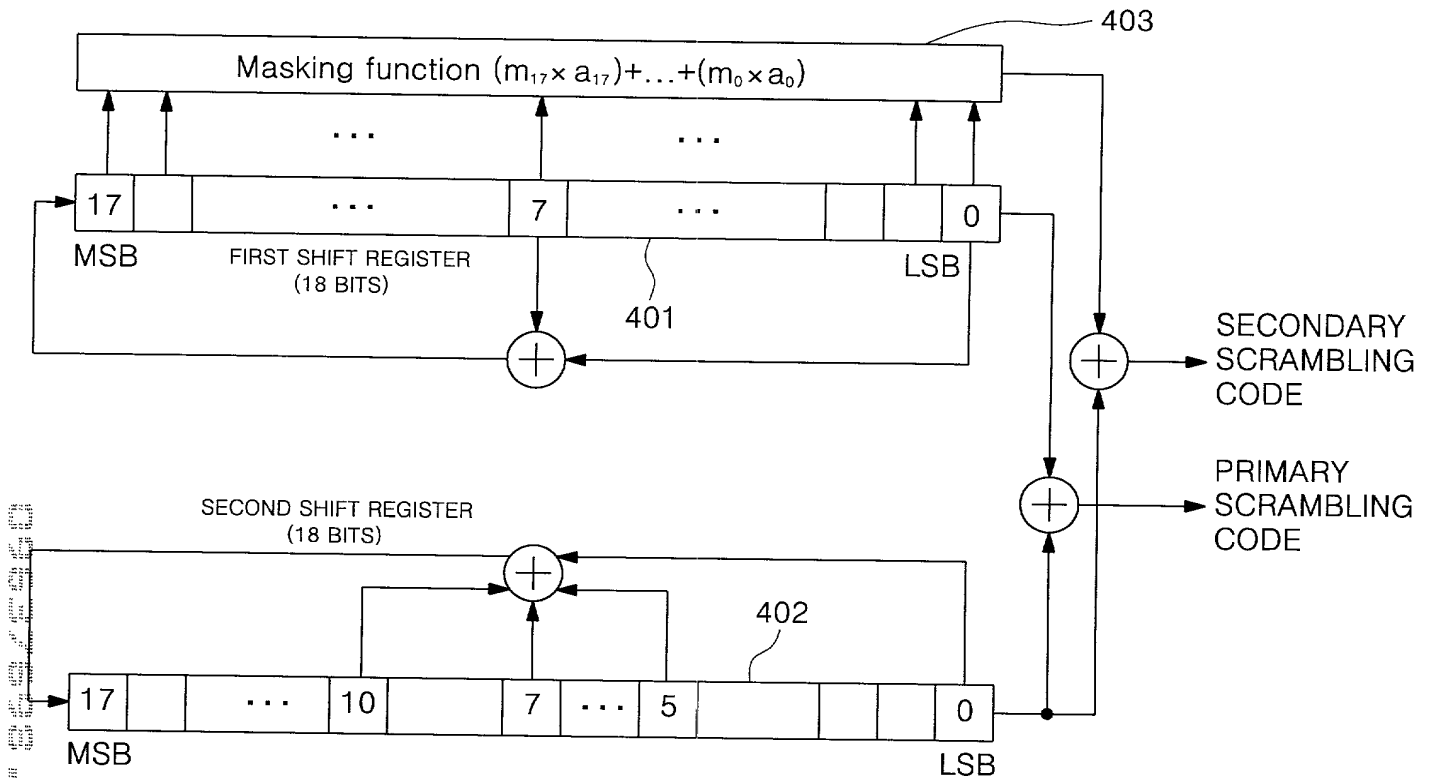 403
Masking function (m₁₇× a₁₇)+...+(m₀ × a₀)
... ...
17 ... 7 ... 0
MSB
FIRST SHIFT REGISTER
(18 BITS)
LSB
401
+
+
SECONDARY
SCRAMBLING
CODE
+
PRIMARY
SCRAMBLING
CODE
SECOND SHIFT REGISTER
(18 BITS)
+
402
17 ... 10 7 ... 5 0
MSB
LSB